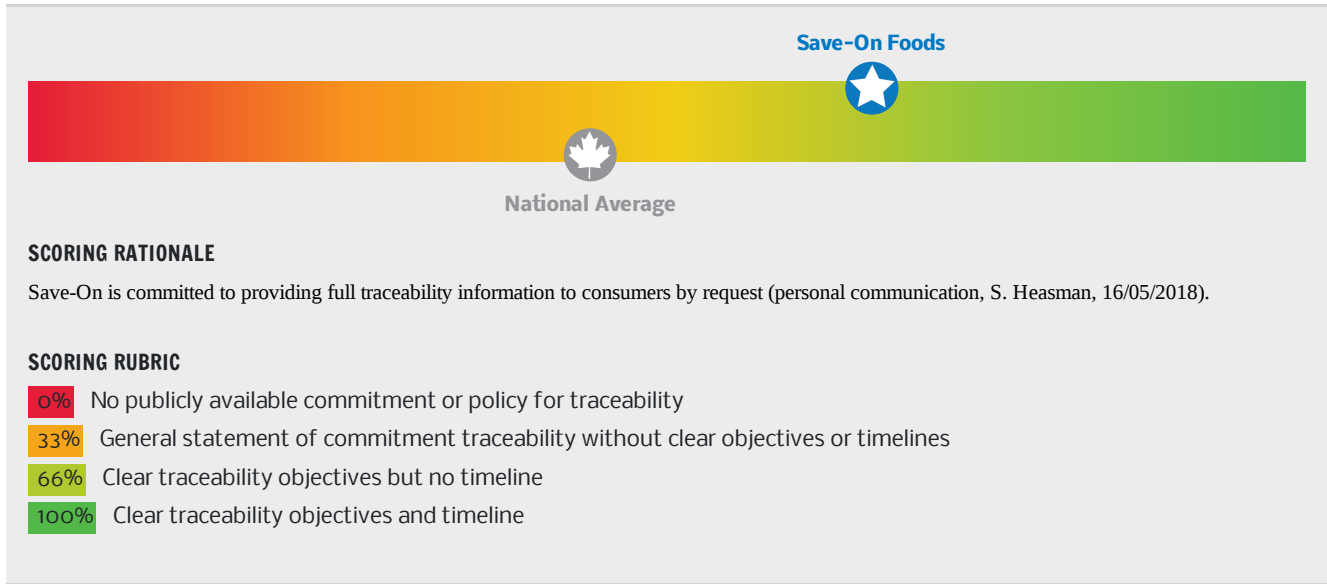 Save-On Foods
National Average
SCORING RATIONALE
Save-On is committed to providing full traceability information to consumers by request (personal communication, S. Heasman, 16/05/2018).
SCORING RUBRIC
0% No publicly available commitment or policy for traceability
33% General statement of commitment traceability without clear objectives or timelines
66% Clear traceability objectives but no timeline
100% Clear traceability objectives and timeline